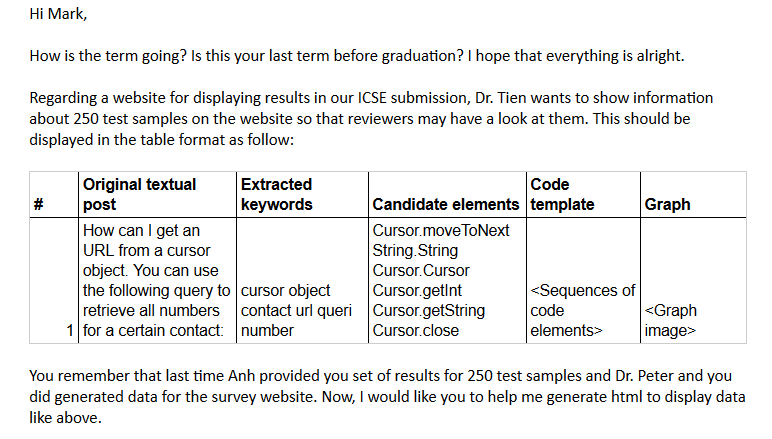 Hi Mark,
How is the term going? Is this your last term before graduation? I hope that everything is alright.
Regarding a website for displaying results in our ICSE submission, Dr. Tien wants to show information
about 250 test samples on the website so that reviewers may have a look at them. This should be
displayed in the table format as follow:
Original textual Extracted Code
# post keywords Candidate elements template Graph
How can I get an Cursor.moveToNext
URL from a cursor String.String
object. You can use Cursor.Cursor
the following query to cursor object Cursor.getInt <Sequences of
retrieve all numbers contact url queri Cursor.getString code <Graph
1 for a certain contact: number Cursor.close elements> image>
You remember that last time Anh provided you set of results for 250 test samples and Dr. Peter and you
did generated data for the survey website. Now, I would like you to help me generate html to display data
like above.